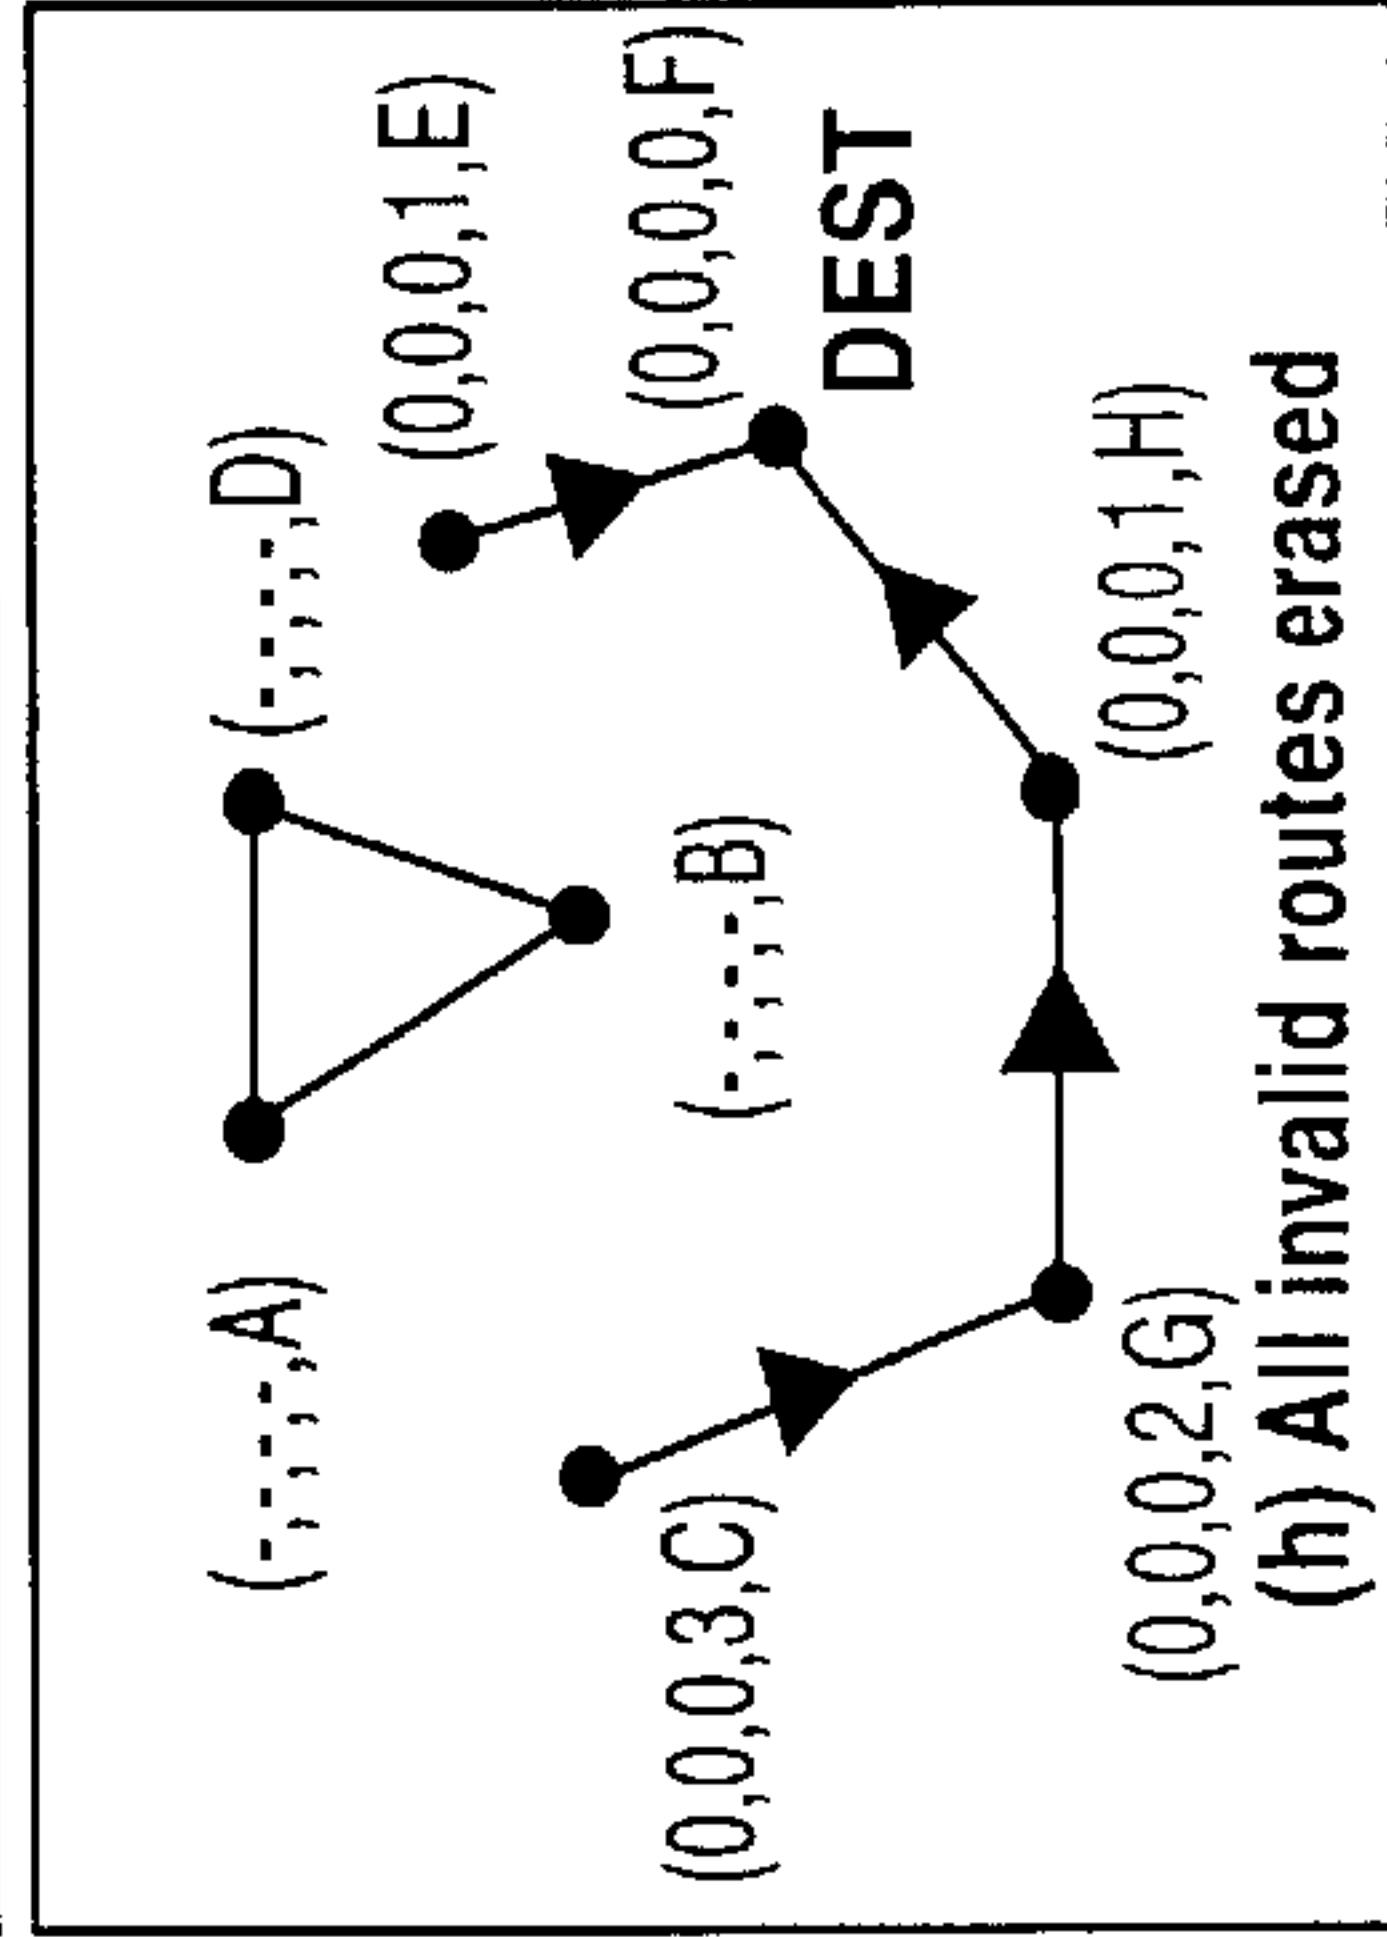 (-,-,-,-,A)
(-,-,-,-,D)
(0,0,0,1,E)
(0,0,0,3,C)
(-,-,-,-,B)
(0,0,0,0,F)
DEST
(0,0,0,2,G)
(0,0,0,1,H)
(h) All invalid routes erased